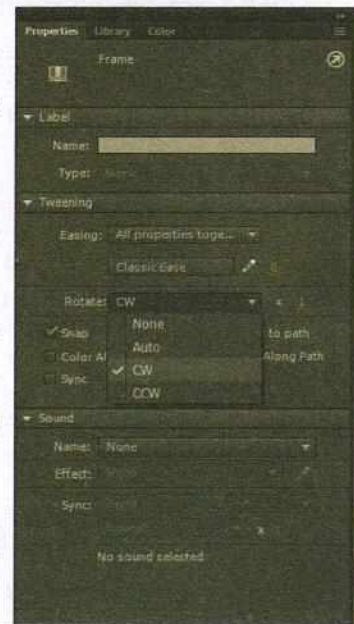 Properties Library Color
Frame
Label
Name:
Type:
Tweening
Easing: All properties toge...
Classic Ease
Rotate: CW x 1
None
Snap to path
Auto
Color Al Along Path
CW
Sync
CCW
Sound
Name: None
Effect:
Sync:
x
No sound selected